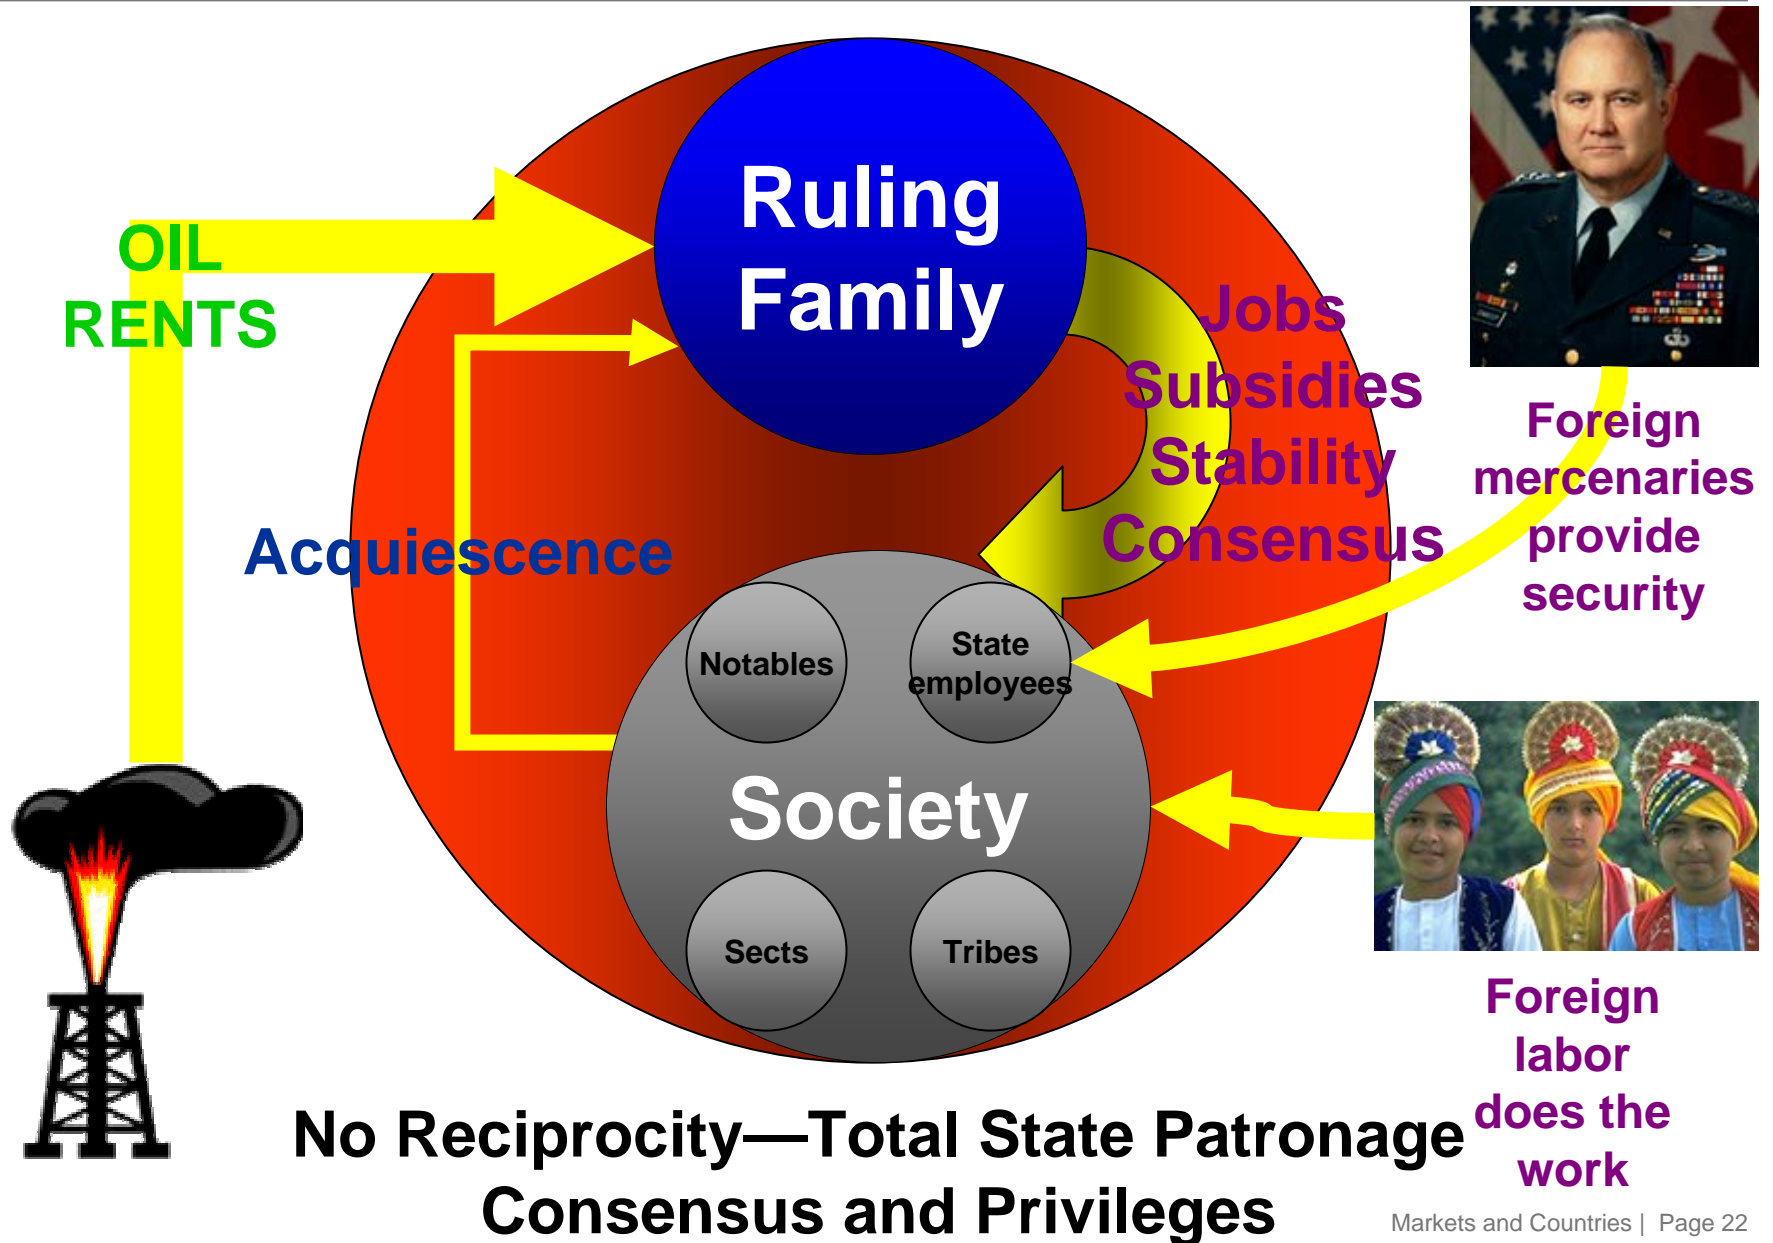 Ruling
Family
OIL
RENTS
Jobs
Subsidies
Stability
Consensus
Foreign
mercenaries
provide
security
Acquiescence
Notables
State
employees
Society
Sects
Tribes
Foreign
labor
does the
work
No Reciprocity—Total State Patronage
Consensus and Privileges
Markets and Countries | Page 22